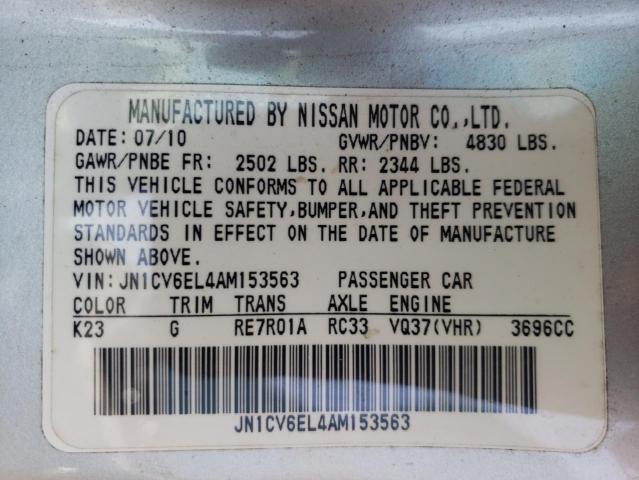 MANUFACTURED BY NISSAN MOTOR CO.,LTD.
DATE: 07/10 GVWR/PNBV: 4830 LBS.
GAWR/PNBE FR: 2502 LBS. RR: 2344 LBS.
THIS VEHICLE CONFORMS TO ALL APPLICABLE FEDERAL
MOTOR VEHICLE SAFETY,BUMPER,AND THEFT PREVENTION
STANDARDS IN EFFECT ON THE DATE OF MANUFACTURE
SHOWN ABOVE.
VIN:JN1CV6EL4AM153563 PASSENGER CAR
COLOR TRIM TRANS AXLE ENGINE
K23 G RE7R01A RC33 VQ37(VHR) 3696CC
JN1CV6EL4AM153563